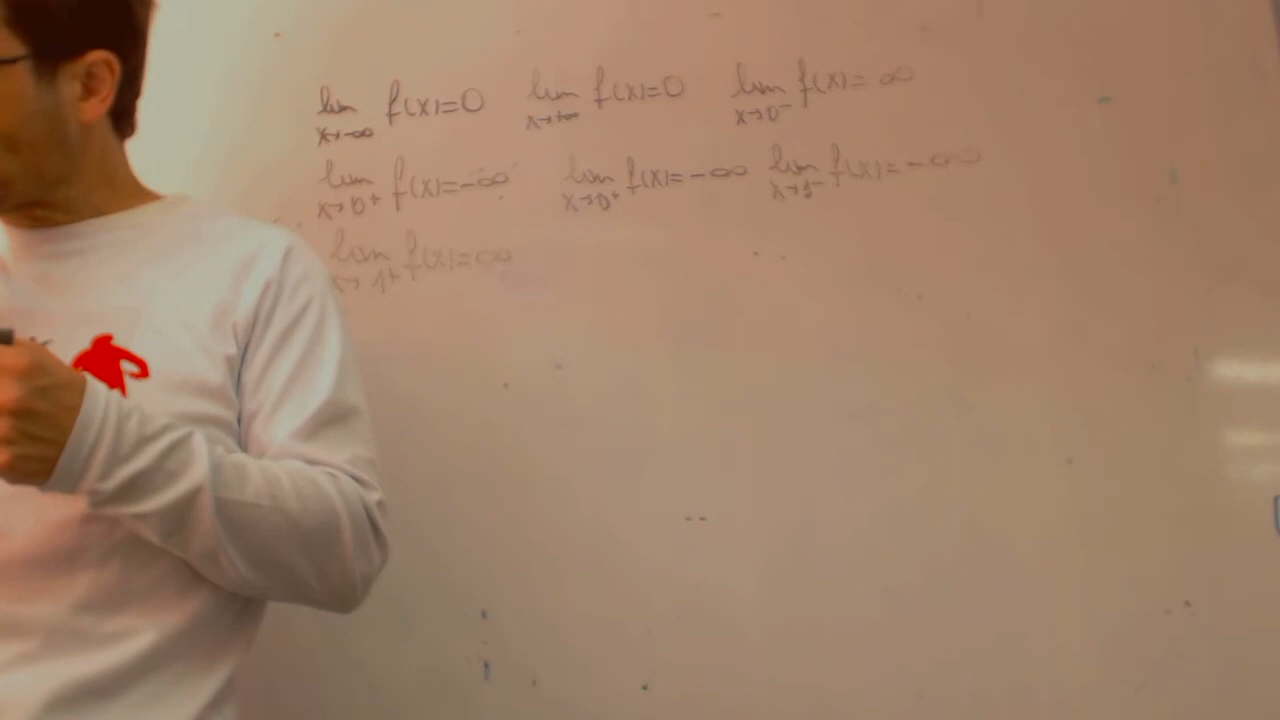 lim x→-∞ f(x)=0 lim x→+∞ f(x)=0 lim x→0⁻ f(x)=∞
lim x→0⁺ f(x)=-∞ lim x→0⁺ f(x)=-∞ lim x→1⁻ f(x)=-∞
lim x→1⁺ f(x)=∞